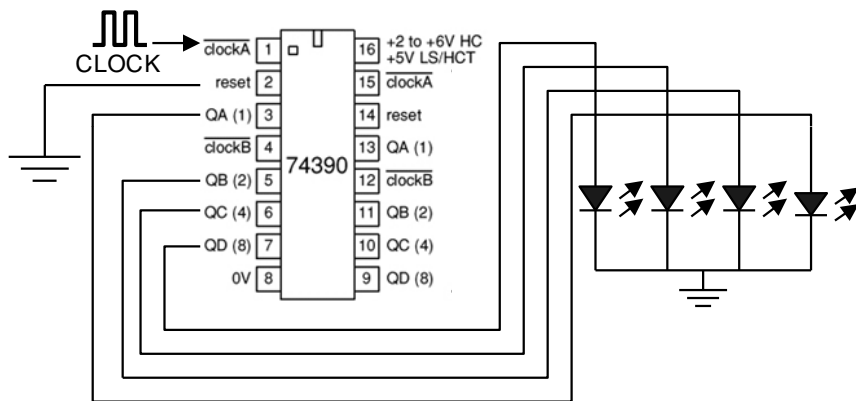 CLOCK
clockA 1
reset 2
QA (1) 3
clockB 4
QB (2) 5
QC (4) 6
QD (8) 7
0V 8
74390
16 +2 to +6V HC
+5V LS/HCT
15 clockA
14 reset
13 QA (1)
12 clockB
11 QB (2)
10 QC (4)
9 QD (8)